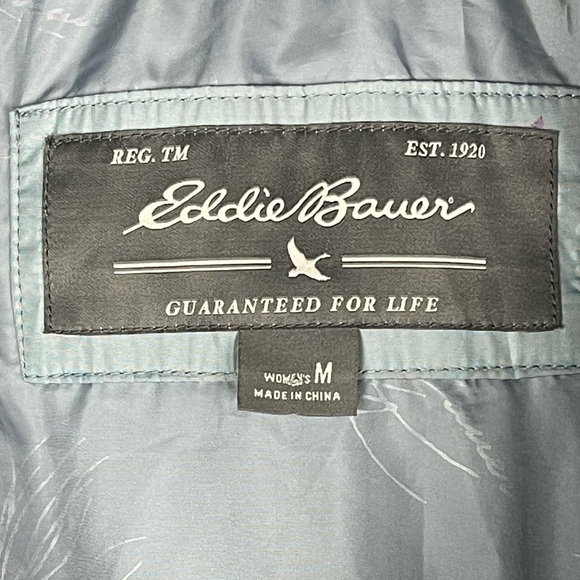 REG. TM
EST. 1920
Eddie Bauer
GUARANTEED FOR LIFE
WOMEN'S M
MADE IN CHINA